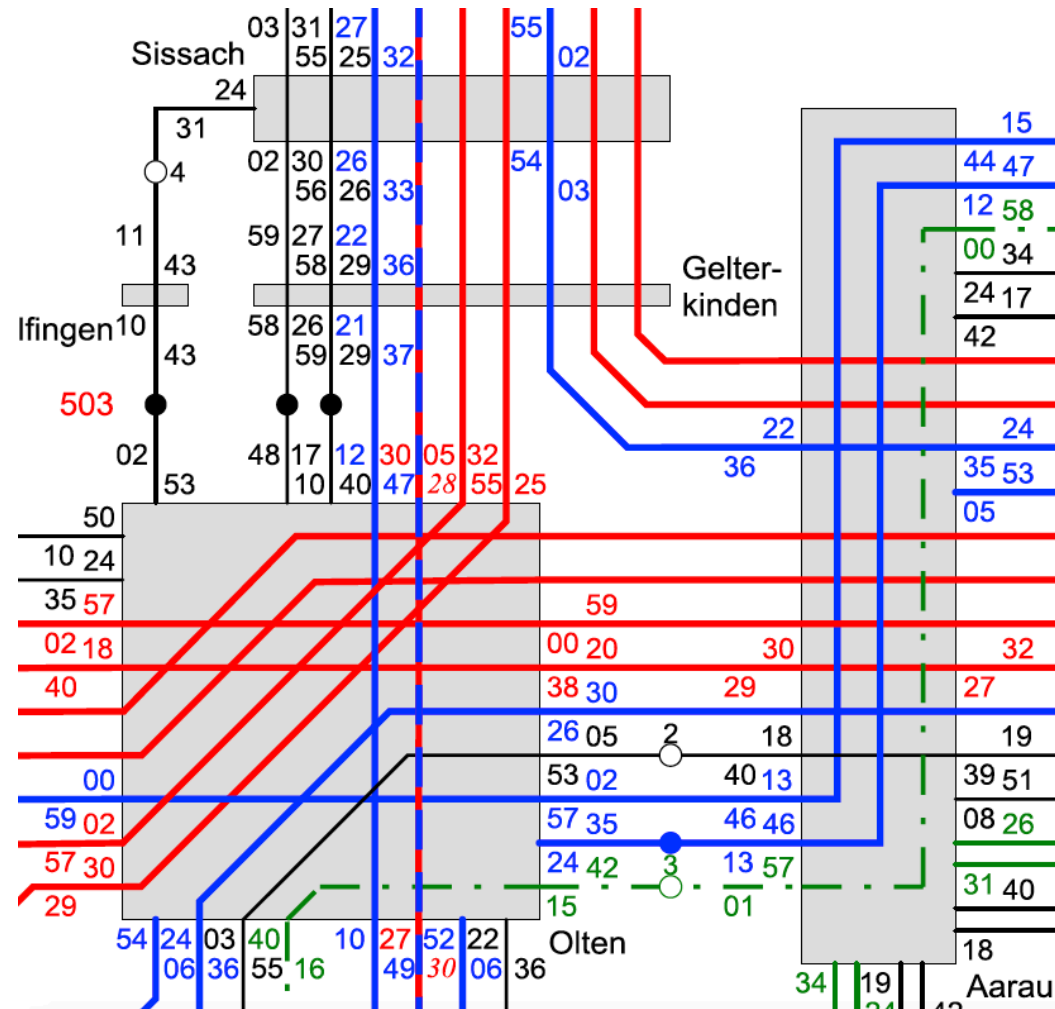 03 31 27
55 25 32
55
02
Sissach
24
31
4
02 30 26
56 26 33
54
03
11
43
59 27 22
58 29 36
Gelter-
kinden
Ifingen
10
43
58 26 21
59 29 37
503
02
53
48 17 12 30 05 32
10 40 47 28 55 25
15
44 47
12 58
00 34
24 17
42
22
36
24
35 53
05
50
10 24
35 57
02 18
40
59
00 20 30 32
38 30 29 27
26 05 2 18 19
53 02 40 13 39 51
57 35 46 46 08 26
24 42 3 13 57 31 40
15 01 18
00
59 02
57 30
29
54 24 03 40 10 27 52 22
06 36 55 16 49 30 06 36
Olten
34 19
Aarau